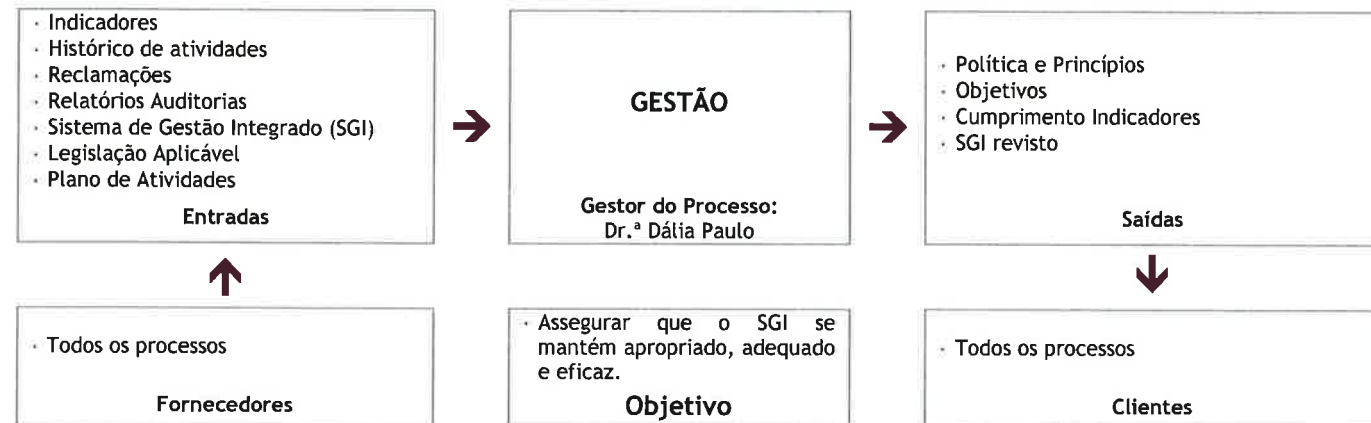 · Indicadores
· Histórico de atividades
· Reclamações
· Relatórios Auditorias
· Sistema de Gestão Integrado (SGI)
· Legislação Aplicável
· Plano de Atividades
Entradas
GESTÃO
Gestor do Processo:
Dr.ª Dália Paulo
· Política e Princípios
· Objetivos
· Cumprimento Indicadores
· SGI revisto
Saídas
· Todos os processos
Fornecedores
· Assegurar que o SGI se
mantém apropriado, adequado
e eficaz.
Objetivo
· Todos os processos
Clientes